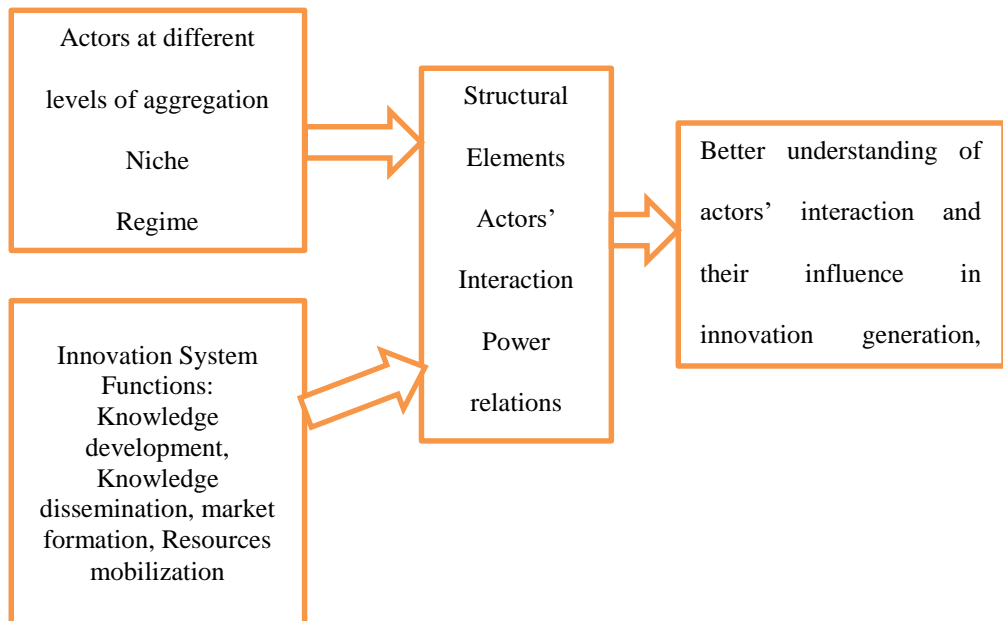 Actors at different
levels of aggregation
Niche
Regime
Innovation System
Functions:
Knowledge
development,
Knowledge
dissemination, market
formation, Resources
mobilization
Structural
Elements
Actors’
Interaction
Power
relations
Better understanding of
actors’ interaction and
their influence in
innovation generation,